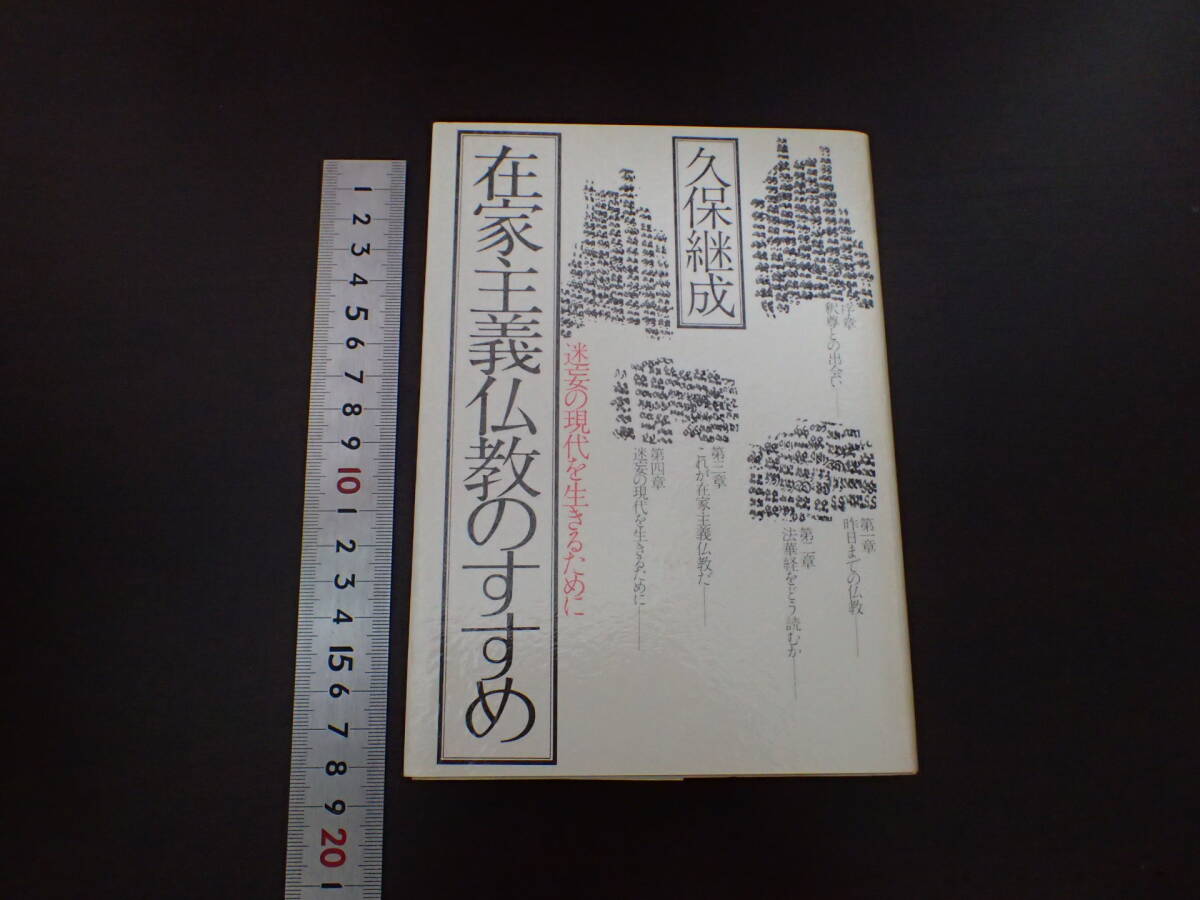 在家主義仏教のすすめ
迷妄の現代を生きるために
久保継成
序章
釈尊との出会い
第一章
昨日までの仏教
第二章
法華経をどう読むか
第三章
これが在家主義仏教だ
第四章
迷妄の現代を生きるために
1
2
3
4
5
6
7
8
9
10
1
2
3
4
15
6
7
8
9
20
1